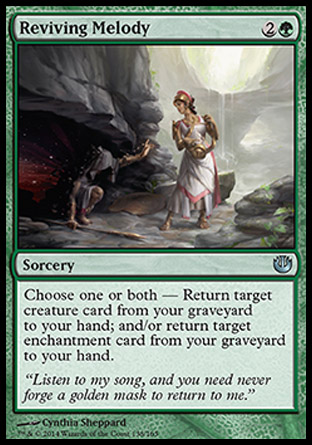 Reviving Melody 2
Sorcery
Choose one or both — Return target
creature card from your graveyard
to your hand; and/or return target
enchantment card from your graveyard
to your hand.
“Listen to my song, and you need never
forge a golden mask to return to me.”
Cynthia Sheppard
™ & © 2014 Wizards of the Coast 136/165